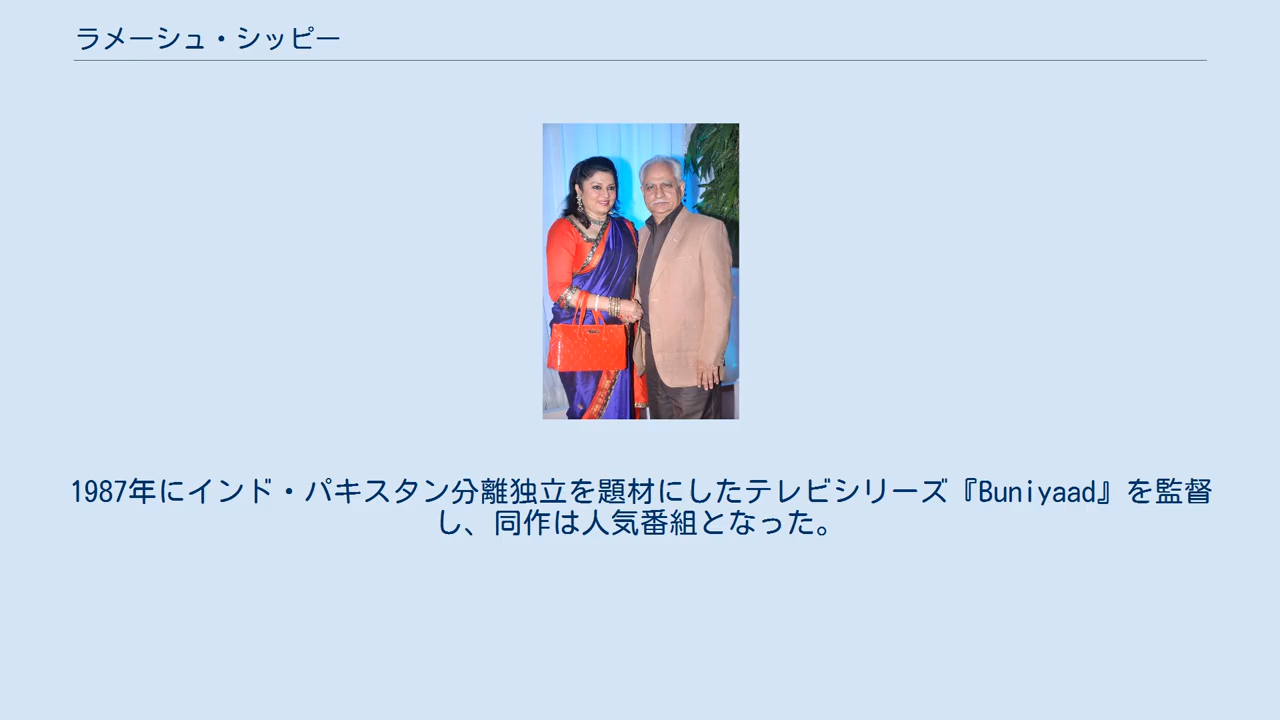 ラメーシュ・シッピー
1987年にインド・パキスタン分離独立を題材にしたテレビシリーズ『Buniyaad』を監督
し、同作は人気番組となった。